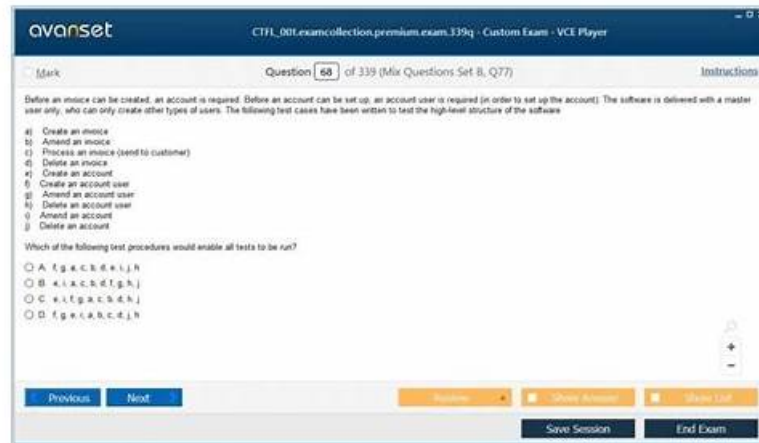 avanset
CTFL_001.examcollection.premium.exam.339q - Custom Exam - VCE Player
Mark
Question 68 of 339 (Mix Questions Set B, Q77)
Instructions
Before an invoice can be created, an account is required. Before an account can be set up, an account user is required (in order to set up the account). The software is delivered with a master
user only, who can only create other types of users. The following test cases have been written to test the high-level structure of the software
a) Create an invoice
b) Amend an invoice
c) Process an invoice (send to customer)
d) Delete an invoice
e) Create an account
f) Create an account user
g) Amend an account user
h) Delete an account user
i) Amend an account
j) Delete an account
Which of the following test procedures would enable all tests to be run?
A. f, g, a, c, b, d, e, i, j, h
B. e, i, a, c, b, d, f, g, h, j
C. e, i, f, g, a, c, b, d, h, j
D. f, g, e, i, a, b, c, d, j, h
+
-
Previous
Next
Review
Show Answer
Show List
Save Session
End Exam